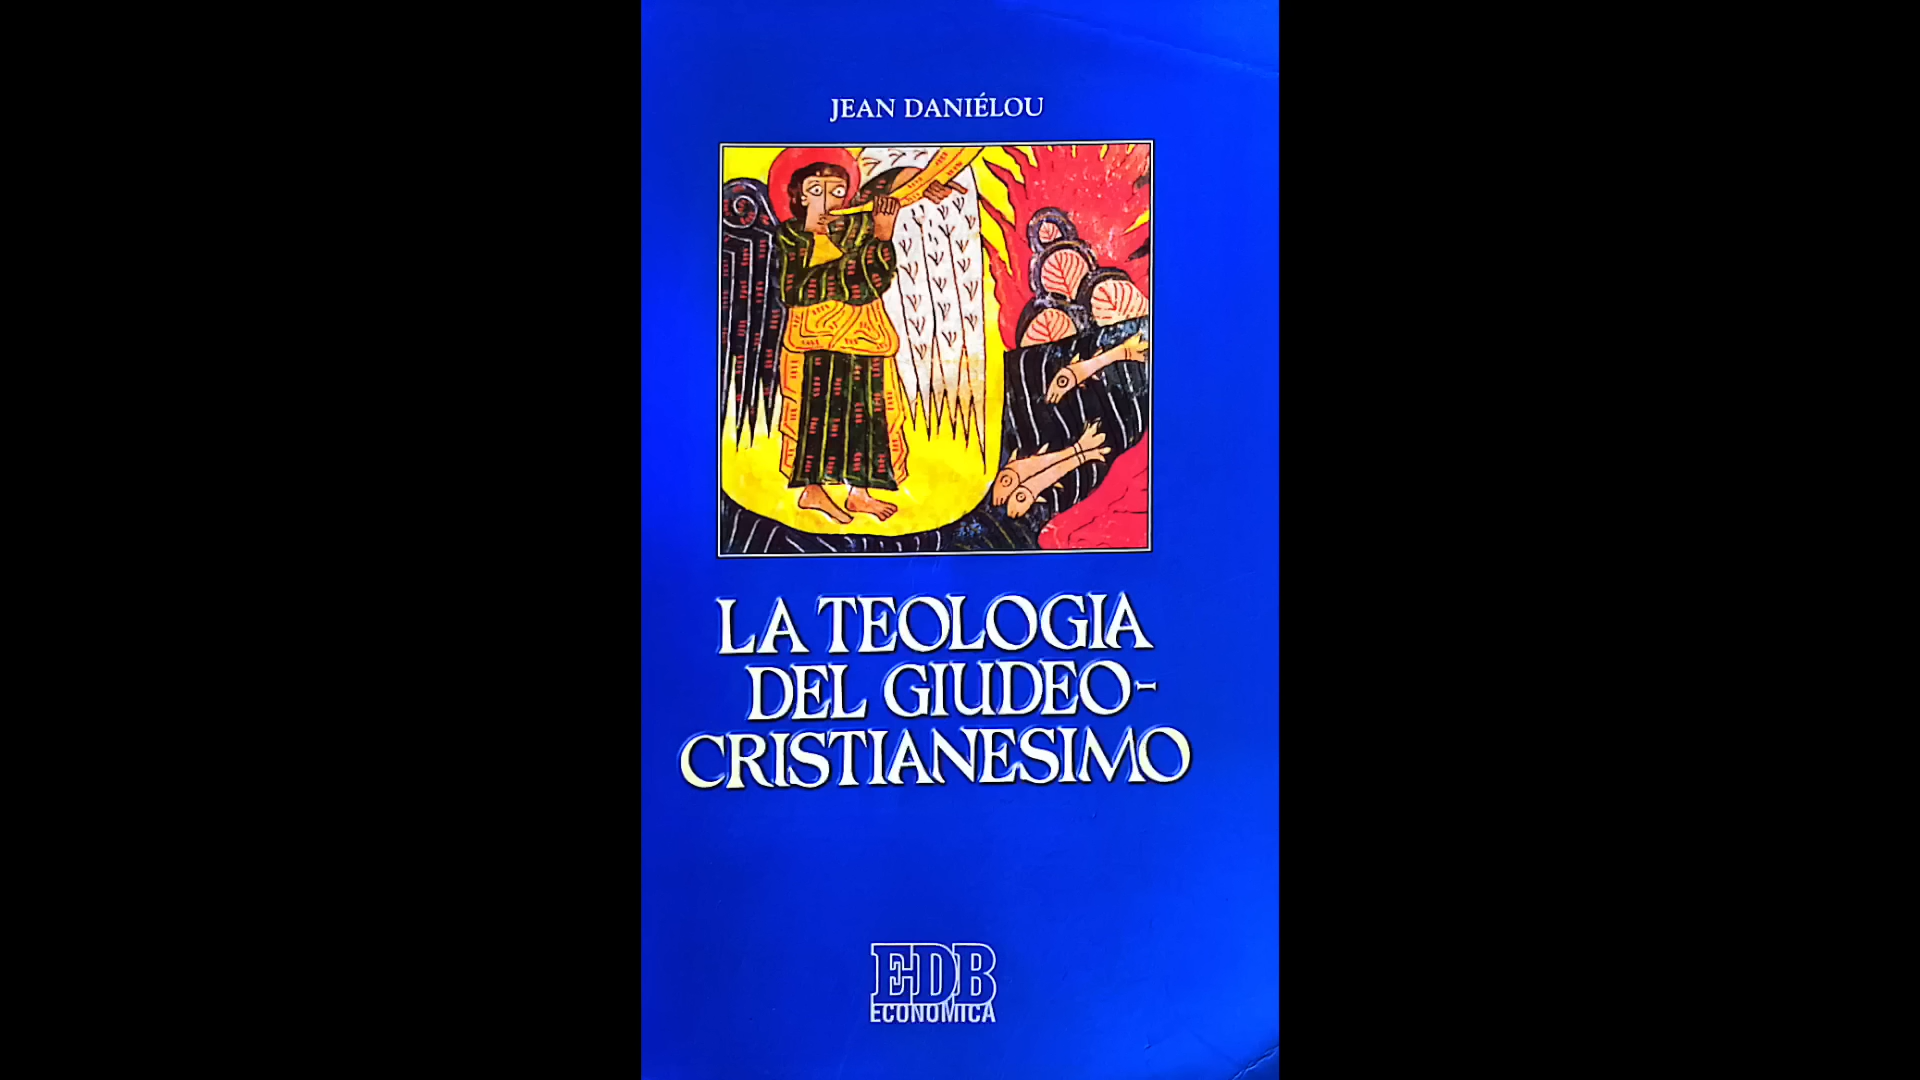 JEAN DANIÉLOU
LA TEOLOGIA
DEL GIUDEO-
CRISTIANESIMO
EDB
ECONOMICA